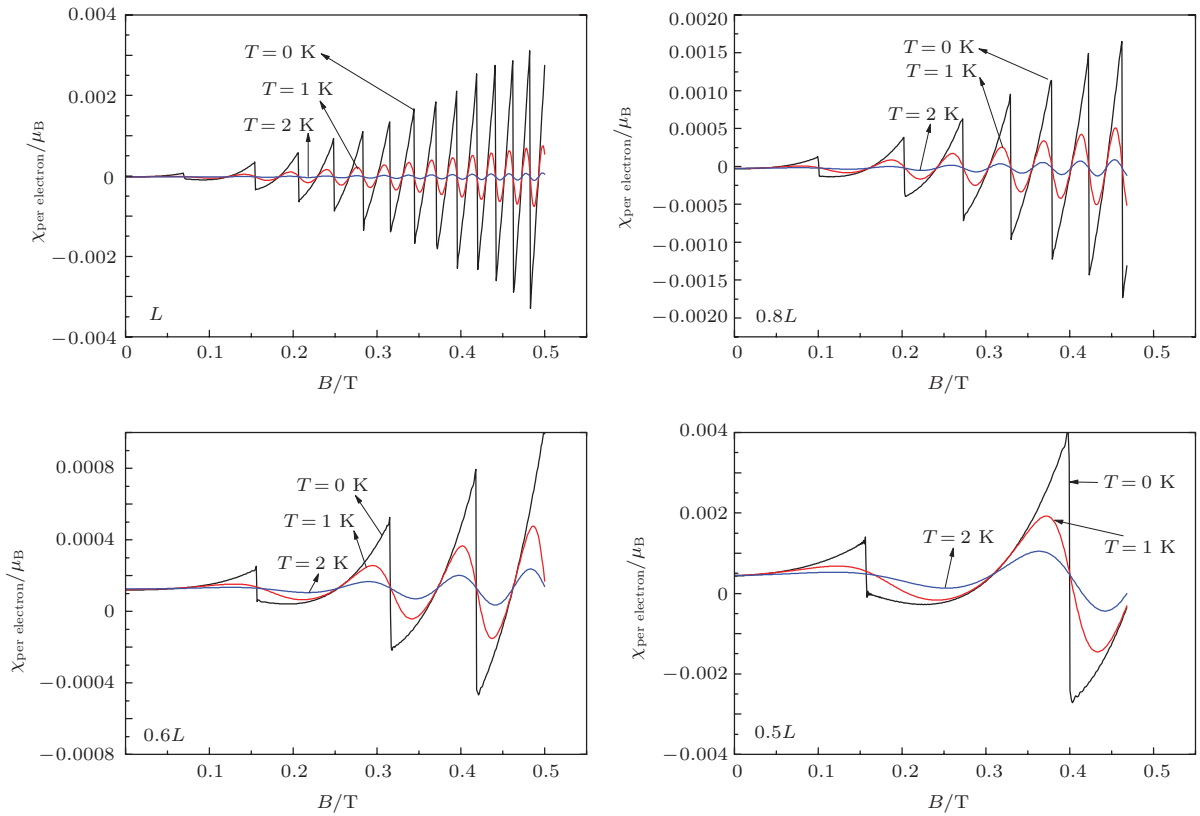 0.004
0.002
0
−0.002
−0.004
χper electron/μB
T=0 K
T=1 K
T=2 K
L
0 0.1 0.2 0.3 0.4 0.5
B/T
0.0020
0.0015
0.0010
0.0005
0
−0.0005
−0.0010
−0.0015
−0.0020
χper electron/μB
T=0 K
T=1 K
T=2 K
0.8L
0 0.1 0.2 0.3 0.4 0.5
B/T
0.0008
0.0004
0
−0.0004
−0.0008
χper electron/μB
T=0 K
T=1 K
T=2 K
0.6L
0.1 0.2 0.3 0.4 0.5
B/T
0.004
0.002
0
−0.002
−0.004
χper electron/μB
T=0 K
T=2 K
T=1 K
0.5L
0 0.1 0.2 0.3 0.4 0.5
B/T